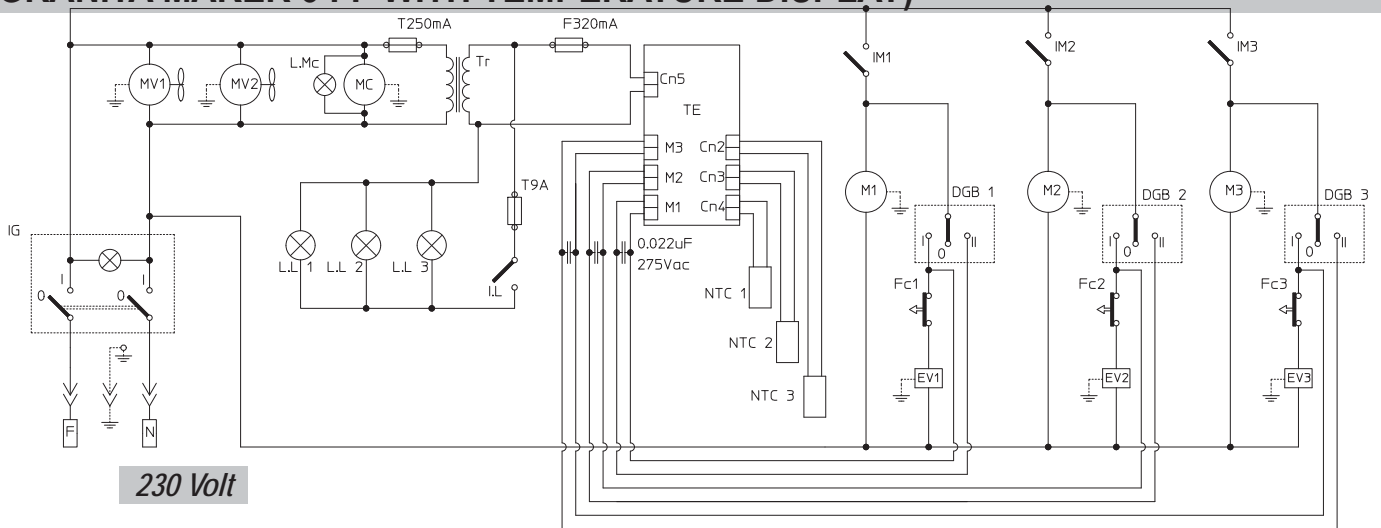 T250mA F320mA
IM1 IM2 IM3
L.Mc Tr
MV1 MV2 MC Cn5
TE
M3 Cn2
M2 Cn3
M1 Cn4
T9A
M1 DGB 1 M2 DGB 2 M3 DGB 3
IG
0.022uF
275Vac
I 0 II I 0 II I 0 II
L.L 1 L.L 2 L.L 3
I.L
I I
0 0
NTC 1
Fc1 Fc2 Fc3
NTC 2
EV1 EV2 EV3
NTC 3
F N
230 Volt